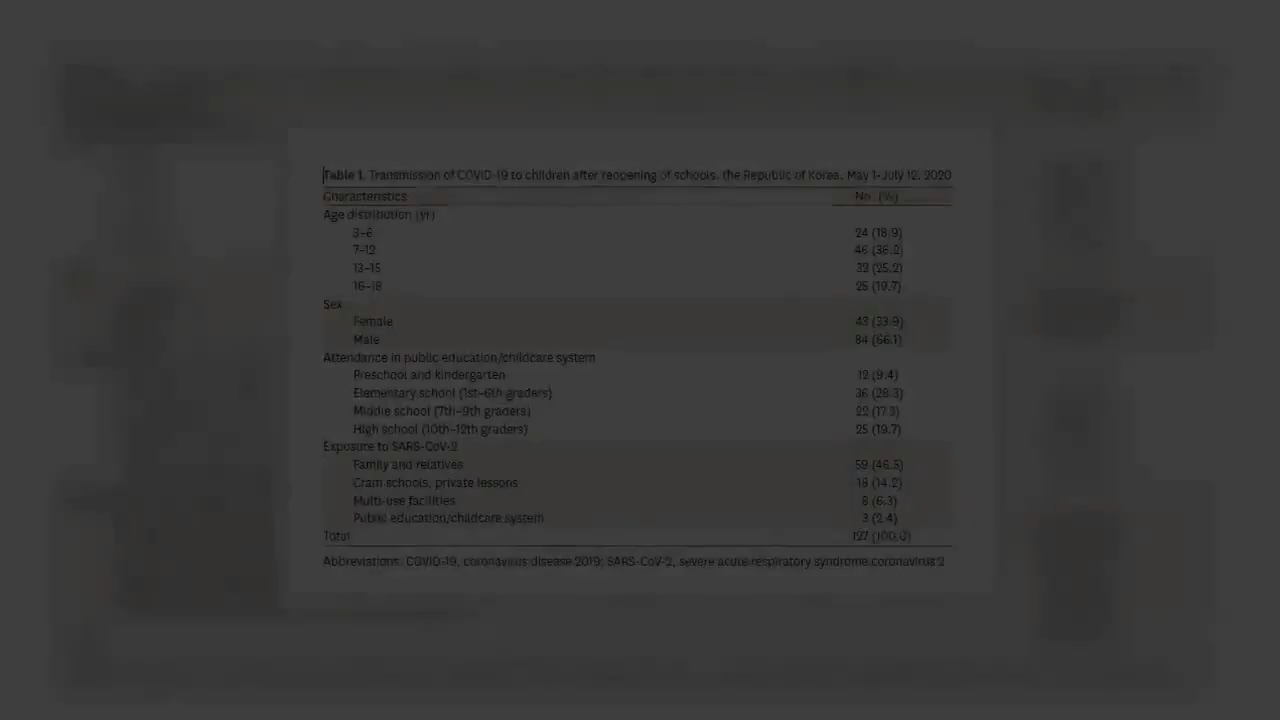 Table 1. Transmission of COVID-19 to children after reopening of schools, the Republic of Korea, May 1-July 12, 2020
Characteristics No. (%)
Age distribution (yr)
3–6 24 (18.9)
7–12 46 (36.2)
13–15 32 (25.2)
16–18 25 (19.7)
Sex
Female 43 (33.9)
Male 84 (66.1)
Attendance in public education/childcare system
Preschool and kindergarten 12 (9.4)
Elementary school (1st–6th graders) 36 (28.3)
Middle school (7th–9th graders) 22 (17.3)
High school (10th–12th graders) 25 (19.7)
Exposure to SARS-CoV-2
Family and relatives 59 (46.5)
Cram schools, private lessons 18 (14.2)
Multi-use facilities 8 (6.3)
Public education/childcare system 3 (2.4)
Total 127 (100.0)
Abbreviations: COVID-19, coronavirus disease 2019; SARS-CoV-2, severe acute respiratory syndrome coronavirus 2